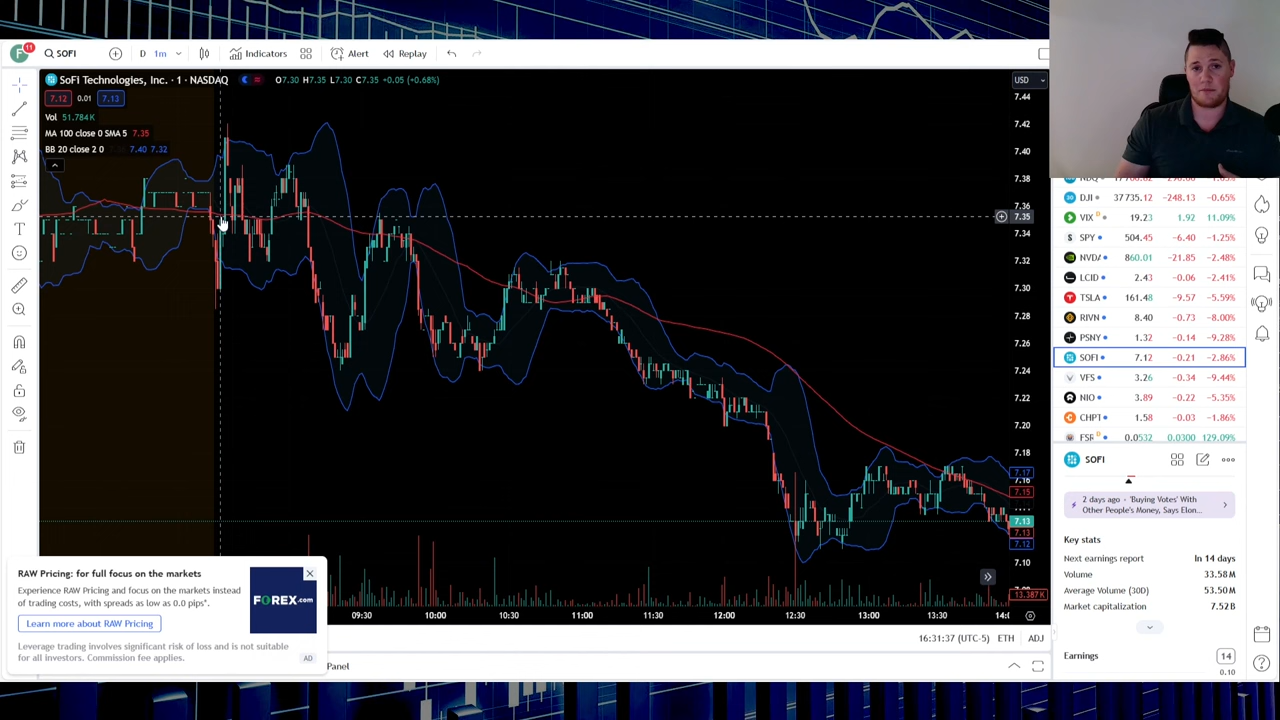 11
SOFI
D 1m
Indicators
Alert
Replay
SoFi Technologies, Inc. · 1 · NASDAQ
O7.30 H7.35 L7.30 C7.35 +0.05 (+0.68%)
7.12 0.01 7.13
Vol 51.784K
MA 100 close 0 SMA 5 7.35
BB 20 close 2 0 7.40 7.32
USD
7.44
7.42
7.40
7.38
7.36
7.35
7.34
7.32
7.30
7.28
7.26
7.24
7.22
7.20
7.18
7.17
7.16
7.15
7.13
7.13
7.12
7.10
13.387K
09:30 10:00 10:30 11:00 11:30 12:00 12:30 13:00 13:30
16:31:37 (UTC-5) ETH ADJ
Panel
RAW Pricing: for full focus on the markets
Experience RAW Pricing and focus on the markets instead
of trading costs, with spreads as low as 0.0 pips*.
Learn more about RAW Pricing
FOREX.com
Leverage trading involves significant risk of loss and is not suitable
for all investors. Commission fee applies.
AD
DJI 37735.12 -248.13 -0.65%
VIX D 19.23 1.92 11.09%
SPY 504.45 -6.40 -1.25%
NVDA 860.01 -21.85 -2.48%
LCID 2.43 -0.06 -2.41%
TSLA 161.48 -9.57 -5.59%
RIVN 8.40 -0.73 -8.00%
PSNY 1.32 -0.14 -9.28%
SOFI 7.12 -0.21 -2.86%
VFS 3.26 -0.34 -9.44%
NIO 3.89 -0.22 -5.35%
CHPT 1.58 -0.03 -1.86%
FSR D 0.0532 0.0300 129.09%
SOFI
2 days ago · 'Buying Votes' With
Other People's Money, Says Elon...
Key stats
Next earnings report In 14 days
Volume 33.58M
Average Volume (30D) 53.50M
Market capitalization 7.52B
Earnings 14
0.10